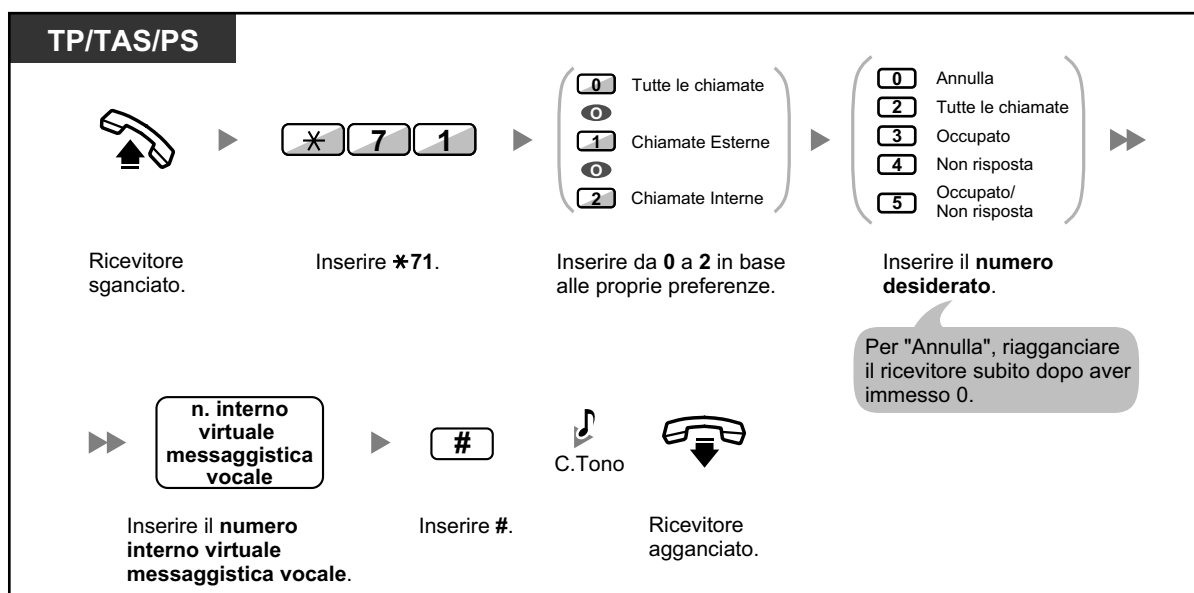 TP/TAS/PS
0 Tutte le chiamate
O
1 Chiamate Esterne
O
2 Chiamate Interne
0 Annulla
2 Tutte le chiamate
3 Occupato
4 Non risposta
5 Occupato/
Non risposta
* 7 1
Ricevitore
sganciato.
Inserire *71.
Inserire da 0 a 2 in base
alle proprie preferenze.
Inserire il numero
desiderato.
Per "Annulla", riagganciare
il ricevitore subito dopo aver
immesso 0.
n. interno
virtuale
messaggistica
vocale
#
C.Tono
Inserire il numero
interno virtuale
messaggistica vocale.
Inserire #.
Ricevitore
agganciato.